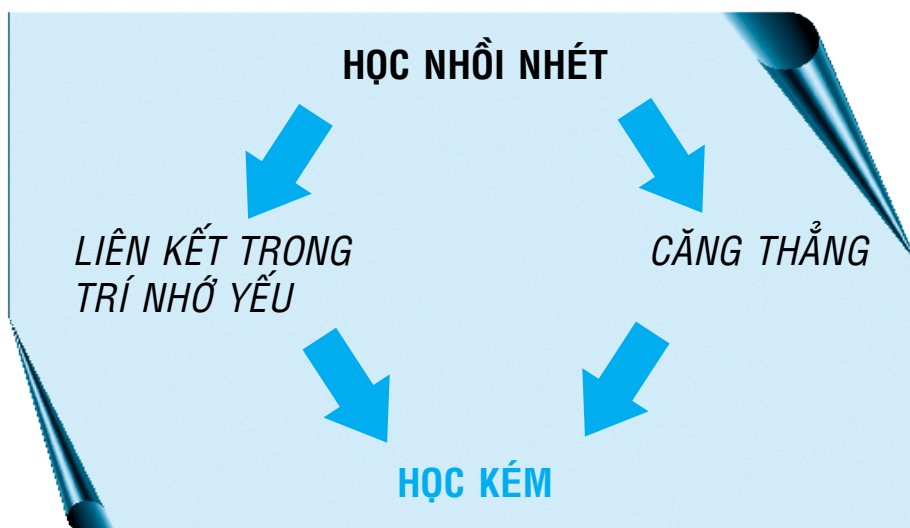 HỌC NHỒI NHÉT
LIÊN KẾT TRONG
TRÍ NHỚ YẾU
CĂNG THẲNG
HỌC KÉM